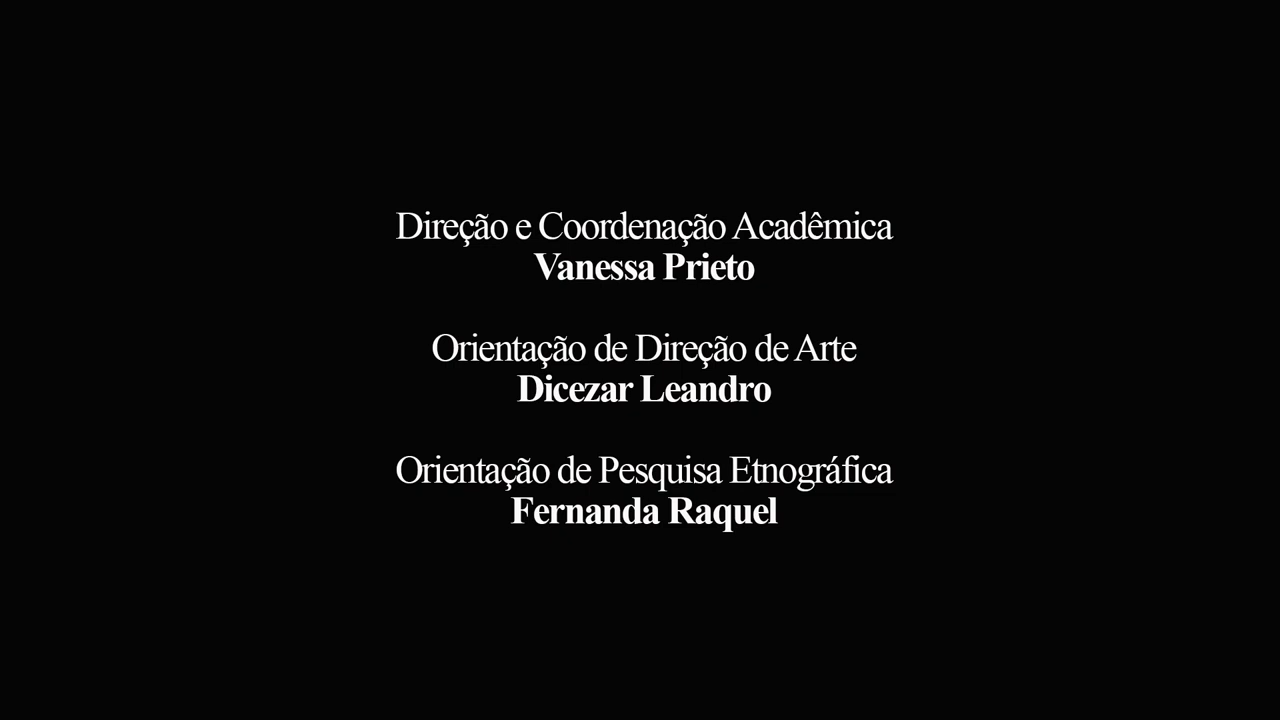 Direção e Coordenação Acadêmica
Vanessa Prieto
Orientação de Direção de Arte
Dicezar Leandro
Orientação de Pesquisa Etnográfica
Fernanda Raquel